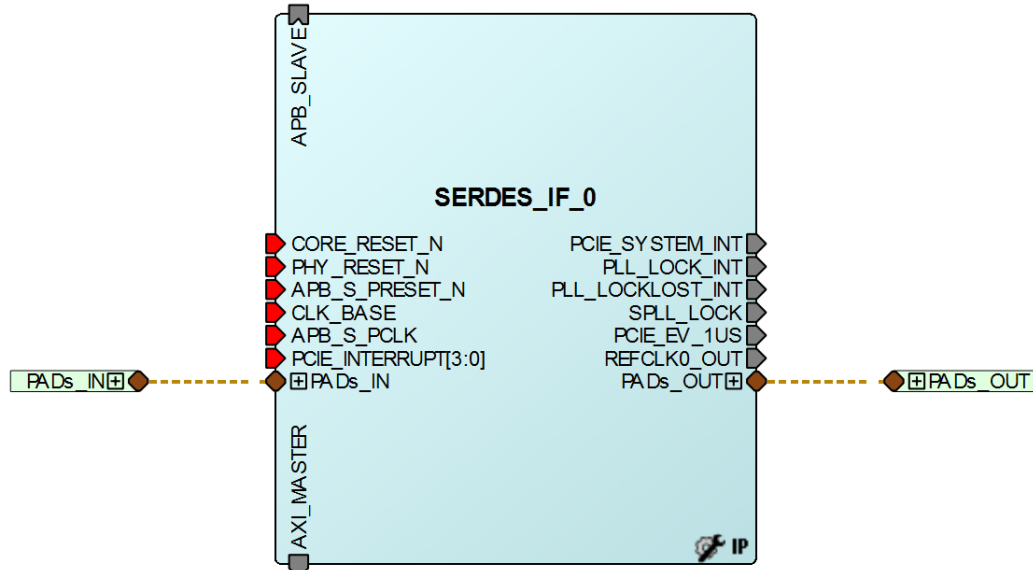 APB_SLAVE
SERDES_IF_0
CORE_RESET_N
PHY_RESET_N
APB_S_PRESET_N
CLK_BASE
APB_S_PCLK
PCIE_INTERRUPT[3:0]
PADs_IN
PADs_IN
PCIE_SYSTEM_INT
PLL_LOCK_INT
PLL_LOCKLOST_INT
SPLL_LOCK
PCIE_EV_1US
REFCLK0_OUT
PADs_OUT
PADs_OUT
AXI_MASTER
IP